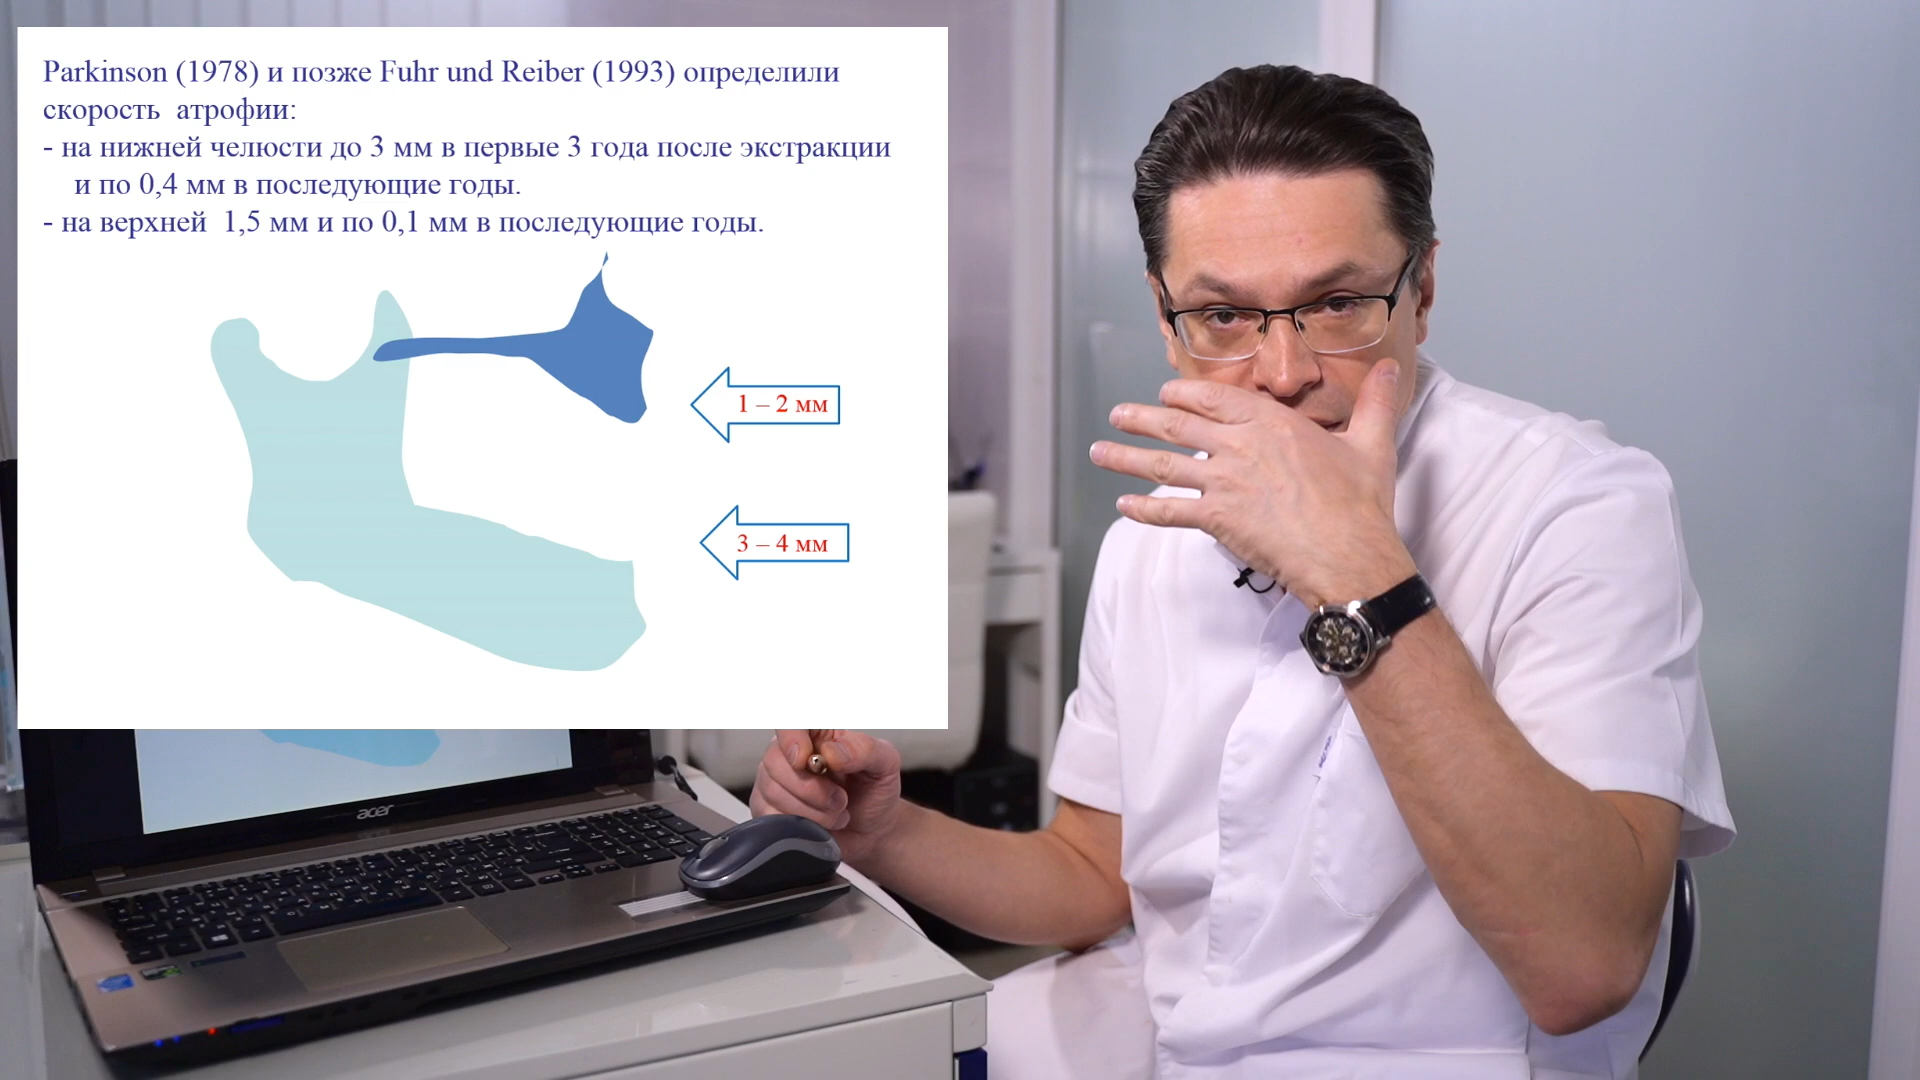 Parkinson (1978) и позже Fuhr und Reiber (1993) определили
скорость атрофии:
- на нижней челюсти до 3 мм в первые 3 года после экстракции
и по 0,4 мм в последующие годы.
- на верхней 1,5 мм и по 0,1 мм в последующие годы.
1 – 2 мм
3 – 4 мм
acer